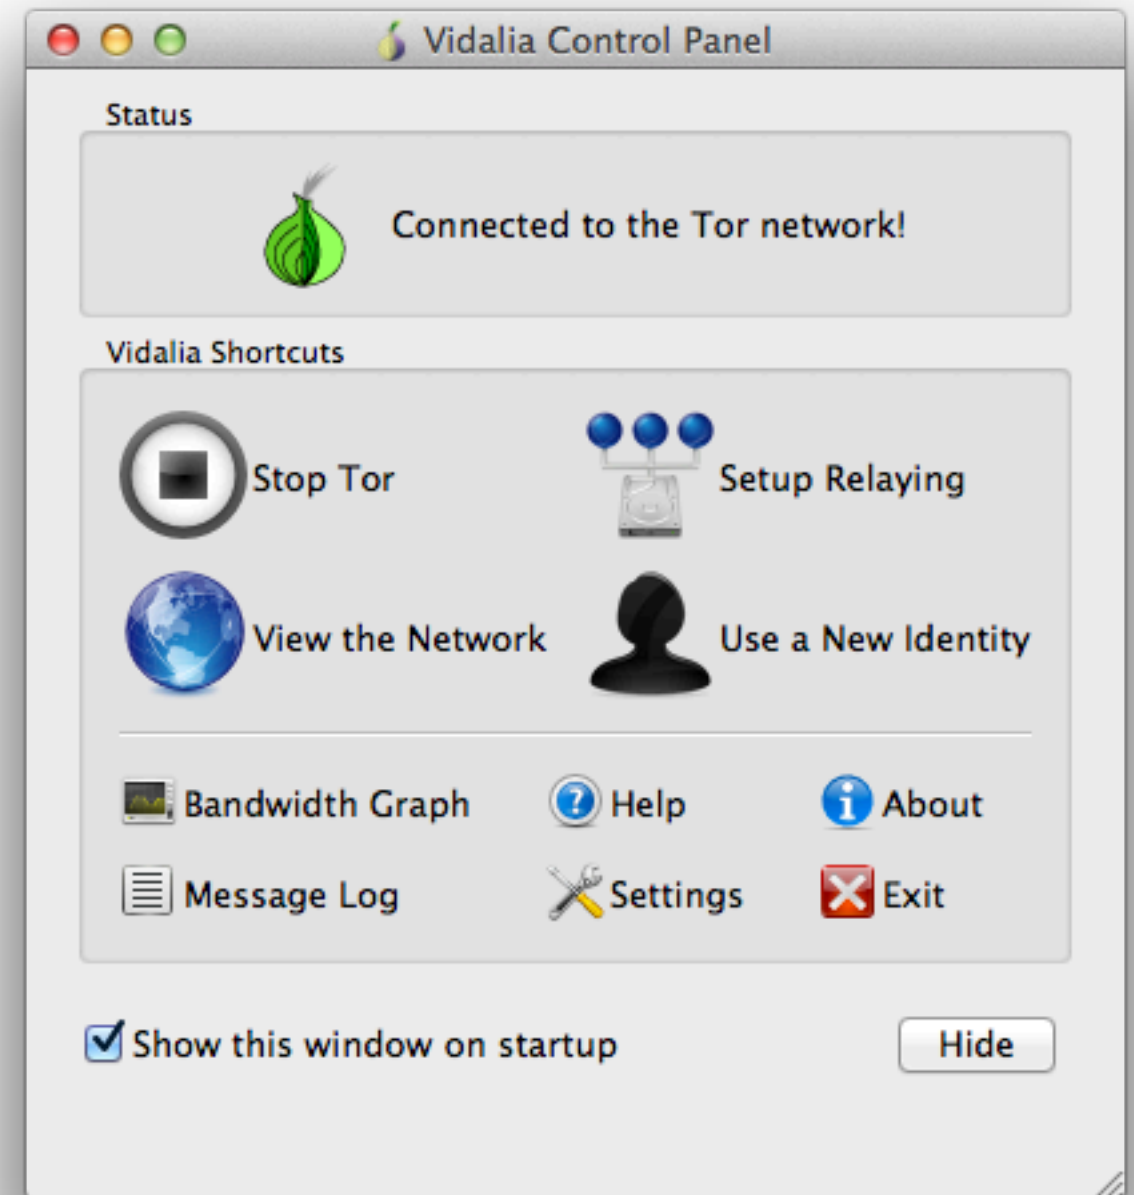 Vidalia Control Panel
Status
Connected to the Tor network!
Vidalia Shortcuts
Stop Tor
Setup Relaying
View the Network
Use a New Identity
Bandwidth Graph
Help
About
Message Log
Settings
Exit
Show this window on startup
Hide